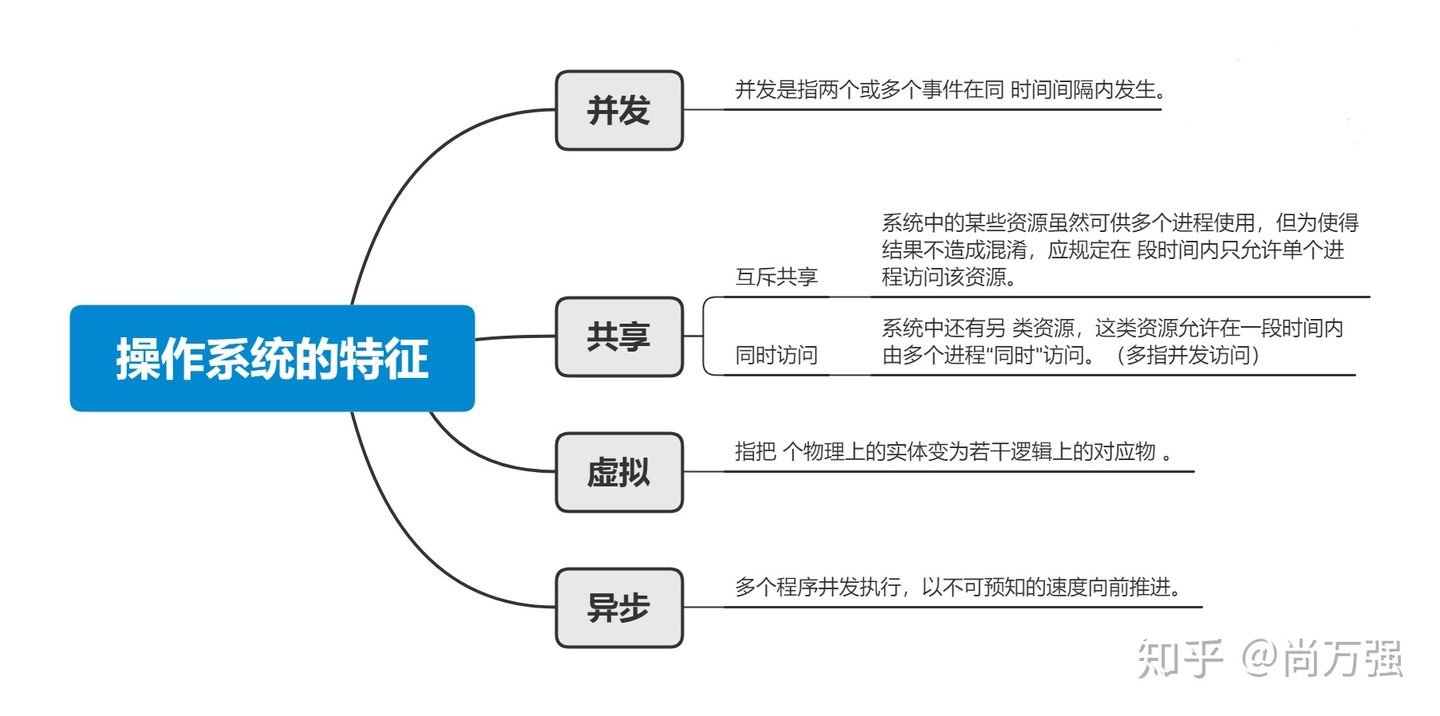 操作系统的特征
并发
并发是指两个或多个事件在同 时间间隔内发生。
共享
互斥共享
系统中的某些资源虽然可供多个进程使用，但为使得
结果不造成混淆，应规定在 段时间内只允许单个进
程访问该资源。
同时访问
系统中还有另 类资源，这类资源允许在一段时间内
由多个进程"同时"访问。（多指并发访问）
虚拟
指把 个物理上的实体变为若干逻辑上的对应物 。
异步
多个程序井发执行，以不可预知的速度向前推进。
知乎 @尚万强